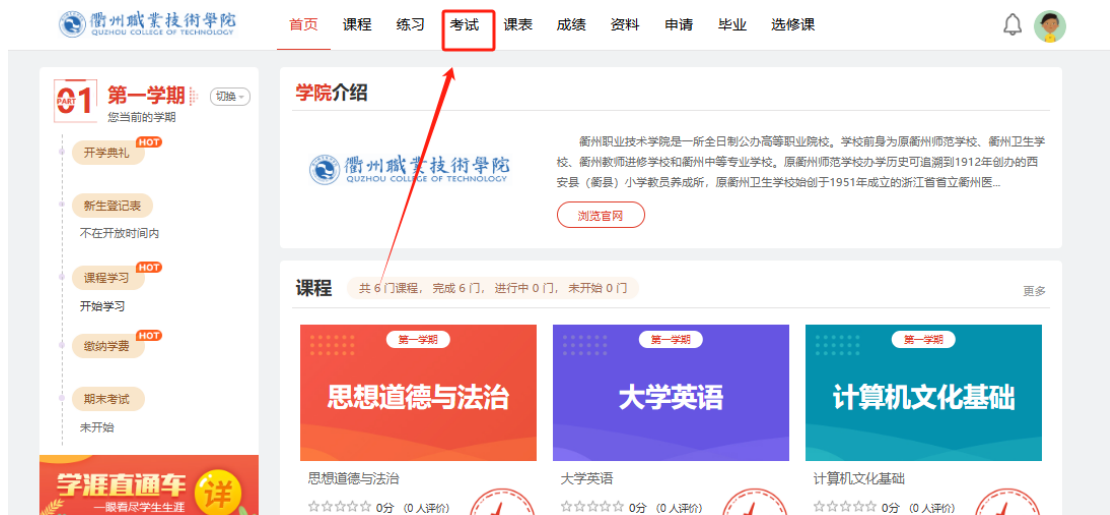 衢州職業技術學院
QUZHOU COLLEGE OF TECHNOLOGY
首页 课程 练习 考试 课表 成绩 资料 申请 毕业 选修课
PART 01
第一学期
切换
您当前的学期
开学典礼
HOT
新生登记表
不在开放时间内
课程学习
HOT
开始学习
缴纳学费
HOT
期末考试
未开始
学涯直通车
一眼看尽学生生涯
详
学院介绍
衢州職業技術學院
QUZHOU COLLEGE OF TECHNOLOGY
衢州职业技术学院是一所全日制公办高等职业院校。学校前身为原衢州师范学校、衢州卫生学
校、衢州教师进修学校和衢州中等专业学校。原衢州师范学校办学历史可追溯到1912年创办的西
安县（衢县）小学教员养成所，原衢州卫生学校始创于1951年成立的浙江省省立衢州医...
浏览官网
课程
共 6 门课程， 完成 6 门， 进行中 0 门， 未开始 0 门
更多
第一学期
思想道德与法治
思想道德与法治
0分 （0 人评价）
第一学期
大学英语
大学英语
0分 （0 人评价）
第一学期
计算机文化基础
计算机文化基础
0分 （0 人评价）